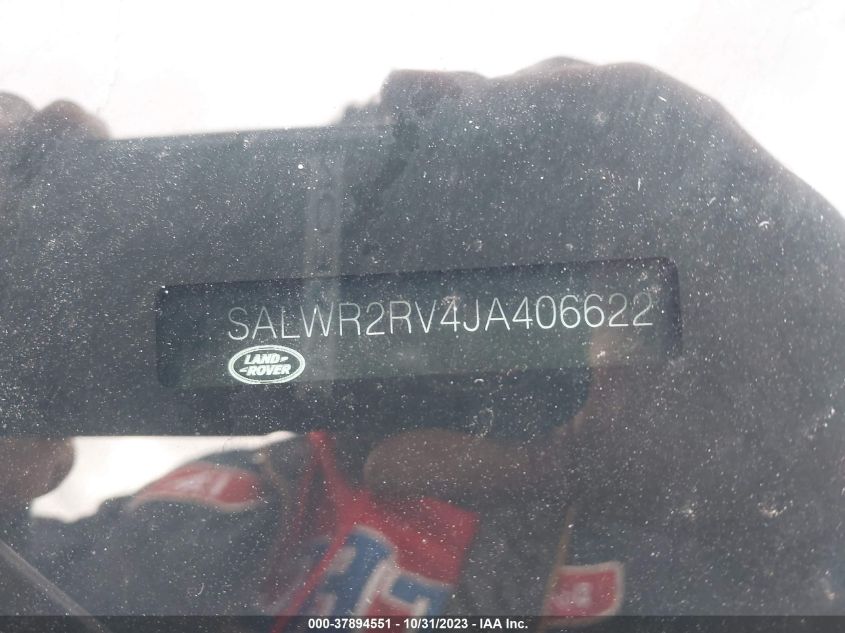 SALWR2RV4JA406622
LAND
ROVER
000-37894551 - 10/31/2023 - IAA Inc.